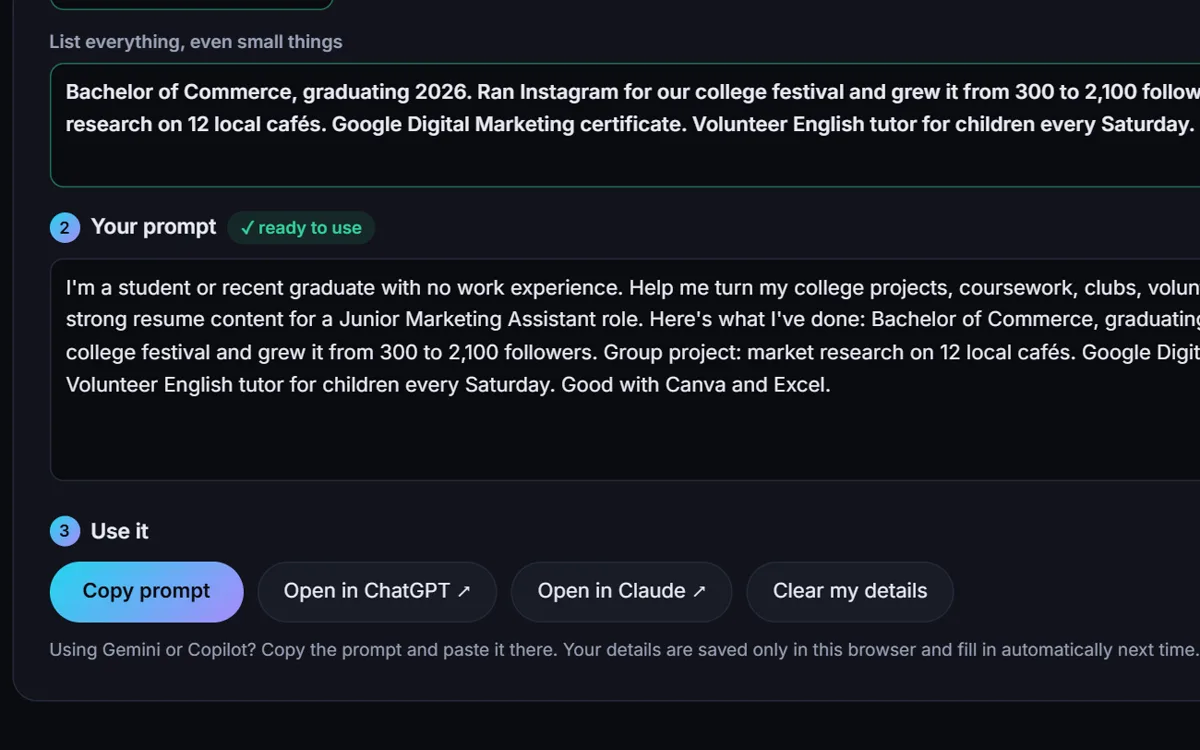 List everything, even small things
Bachelor of Commerce, graduating 2026. Ran Instagram for our college festival and grew it from 300 to 2,100
research on 12 local cafés. Google Digital Marketing certificate. Volunteer English tutor for children every Saturday.
2 Your prompt ✓ ready to use
I'm a student or recent graduate with no work experience. Help me turn my college projects, coursework, clubs,
strong resume content for a Junior Marketing Assistant role. Here's what I've done: Bachelor of Commerce,
college festival and grew it from 300 to 2,100 followers. Group project: market research on 12 local cafés. Google
Volunteer English tutor for children every Saturday. Good with Canva and Excel.
3 Use it
Copy prompt Open in ChatGPT ↗ Open in Claude ↗ Clear my details
Using Gemini or Copilot? Copy the prompt and paste it there. Your details are saved only in this browser and fill in automatically next time.